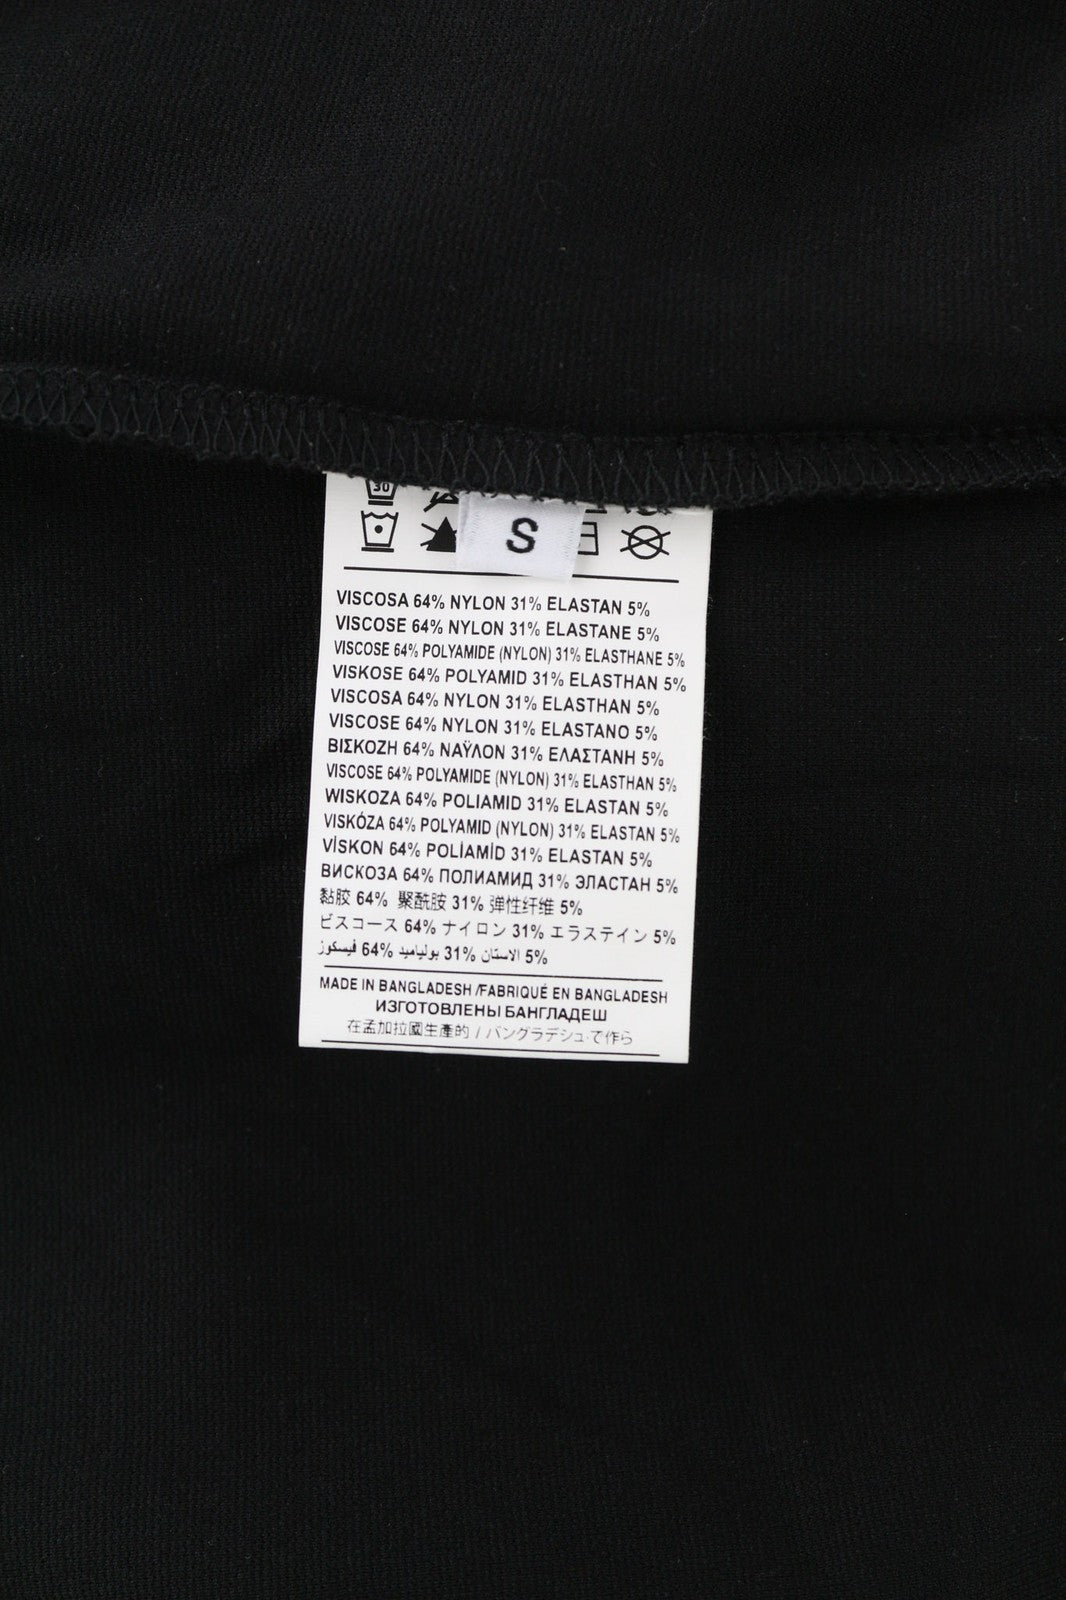 30
S
VISCOSA 64% NYLON 31% ELASTAN 5%
VISCOSE 64% NYLON 31% ELASTANE 5%
VISCOSE 64% POLYAMIDE (NYLON) 31% ELASTHANE 5%
VISKOSE 64% POLYAMID 31% ELASTHAN 5%
VISCOSA 64% NYLON 31% ELASTHAN 5%
VISCOSE 64% NYLON 31% ELASTANO 5%
ΒΙΣΚΟΖΗ 64% ΝΑΫΛΟΝ 31% ΕΛΑΣΤΑΝΗ 5%
VISCOSE 64% POLYAMIDE (NYLON) 31% ELASTHAN 5%
WISKOZA 64% POLIAMID 31% ELASTAN 5%
VISKÓZA 64% POLYAMID (NYLON) 31% ELASTAN 5%
VİSKON 64% POLİAMİD 31% ELASTAN 5%
ВИСКОЗА 64% ПОЛИАМИД 31% ЭЛАСТАН 5%
黏胶 64% 聚酰胺 31% 弹性纤维 5%
ビスコース 64% ナイロン 31% エラステイン 5%
فيسكوز 64% بولياميد 31% الاستان 5%
MADE IN BANGLADESH /FABRIQUÉ EN BANGLADESH
ИЗГОТОВЛЕНЫ БАНГЛАДЕШ
在孟加拉國生產的 / バングラデシュで作ら